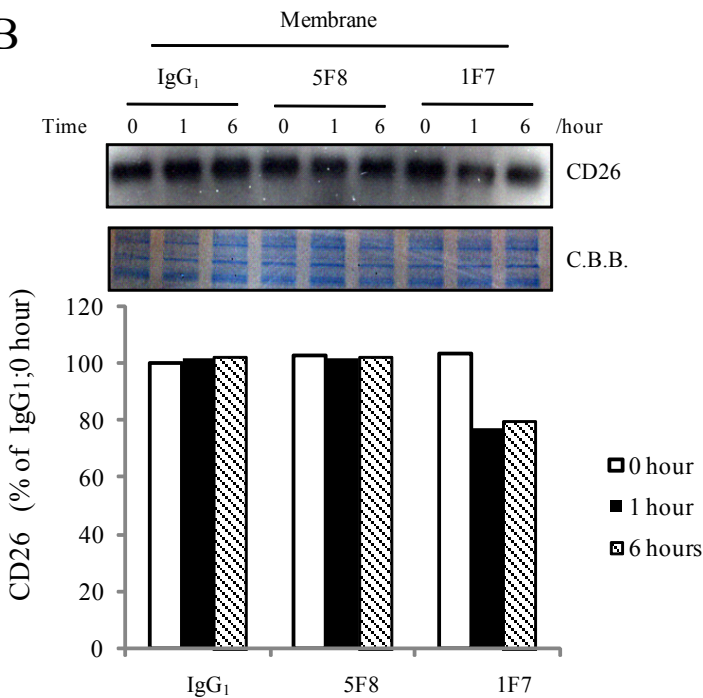 B
Membrane
IgG₁ 5F8 1F7
Time 0 1 6 0 1 6 0 1 6 /hour
CD26
C.B.B.
CD26 (% of IgG1;0 hour)
120
100
80
60
40
20
0
0 hour
1 hour
6 hours
IgG₁ 5F8 1F7